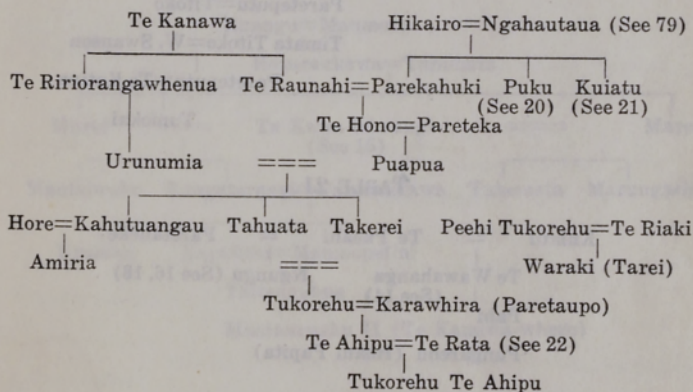 Te Kanawa Hikairo=Ngahautaua (See 79)
Te Ririorangawhenua Te Raunahi=Parekahuki Puku Kuiatu
(See 20) (See 21)
Te Hono=Pareteka
Urunumia === Puapua
Hore=Kahutuangau Tahuata Takerei Peehi Tukorehu=Te Riaki
Amiria === Waraki (Tarei)
Tukorehu=Karawhira (Paretaupo)
Te Ahipu=Te Rata (See 22)
Tukorehu Te Ahipu